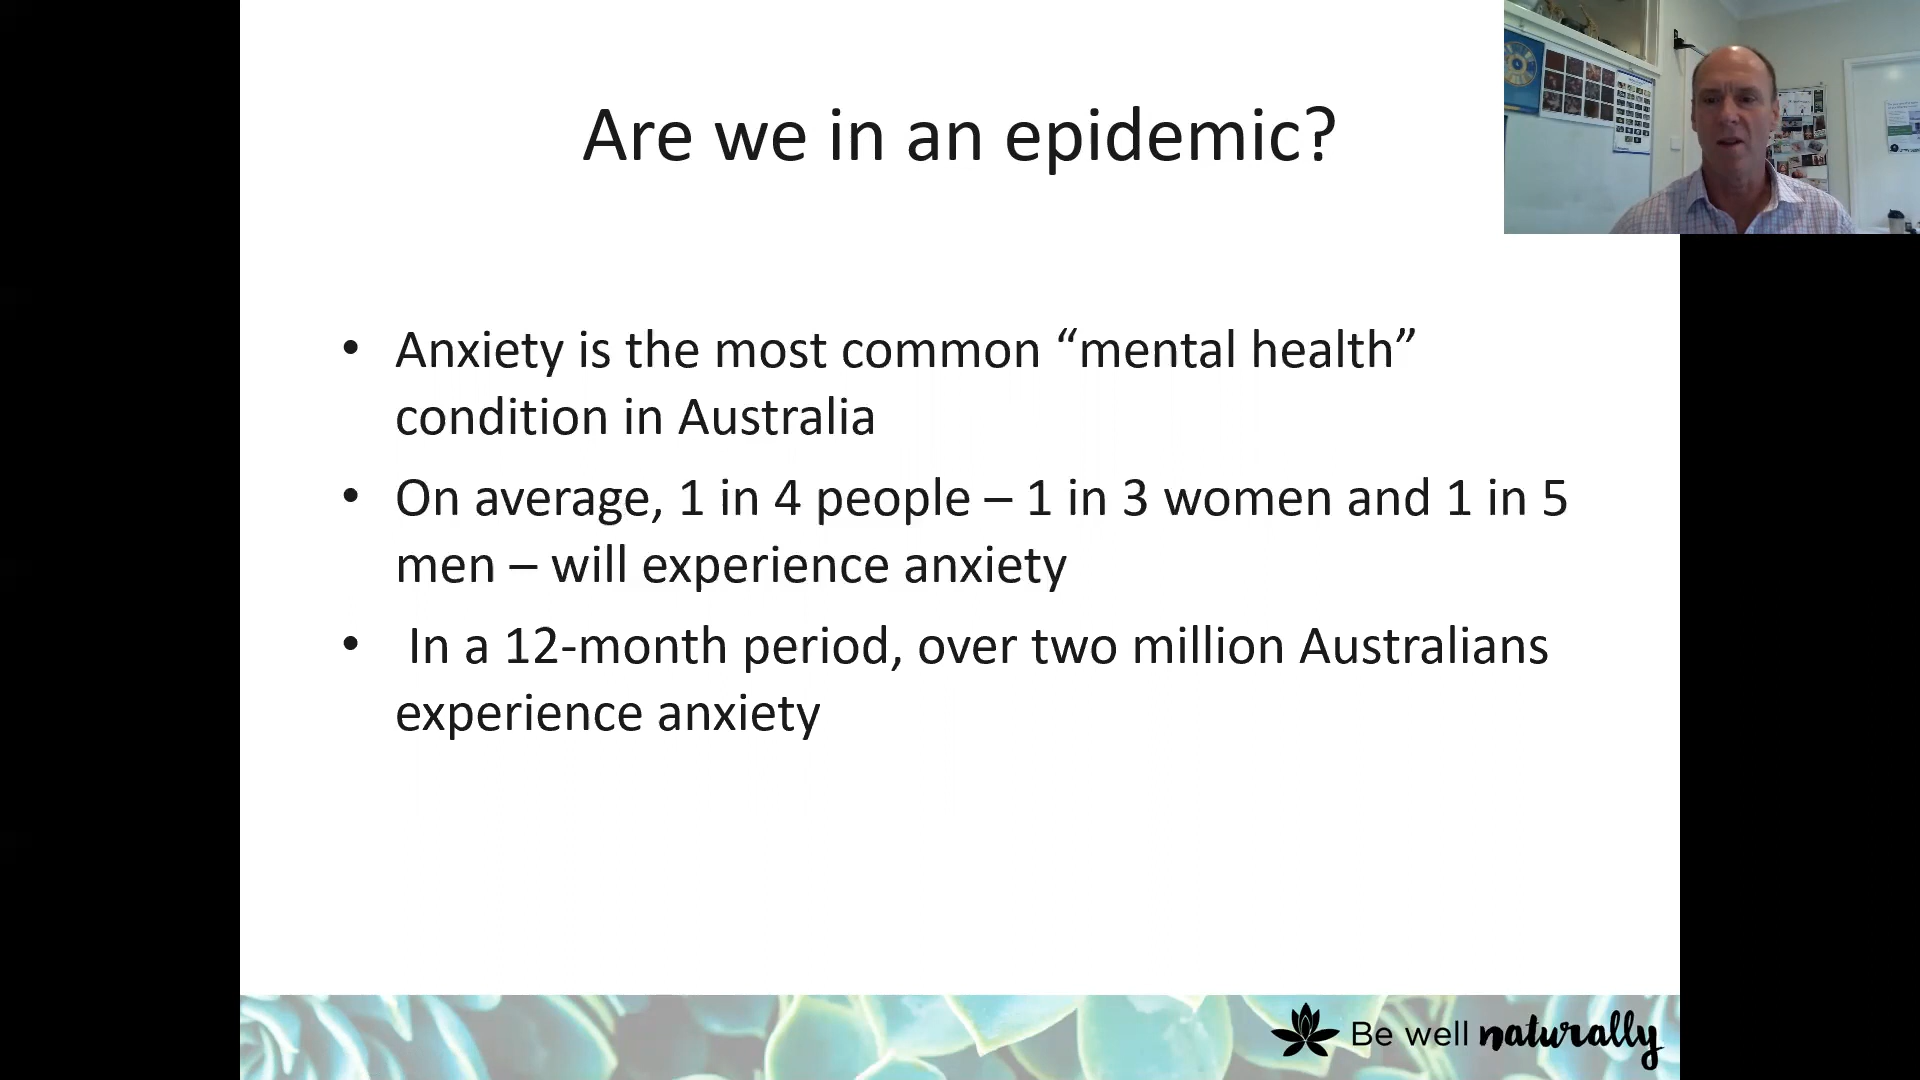 Are we in an epidemic?
• Anxiety is the most common “mental health”
condition in Australia
• On average, 1 in 4 people – 1 in 3 women and 1 in 5
men – will experience anxiety
• In a 12-month period, over two million Australians
experience anxiety
Be well naturally